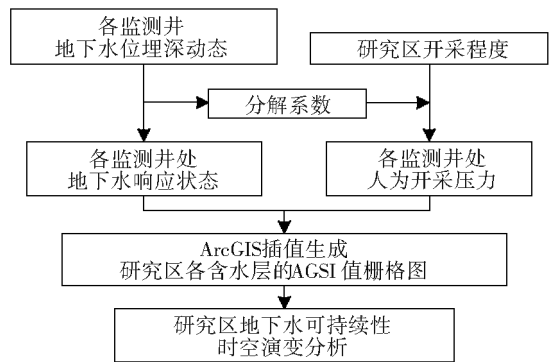 各监测井
地下水位埋深动态
研究区开采程度
分解系数
各监测井处
地下水响应状态
各监测井处
人为开采压力
ArcGIS插值生成
研究区各含水层的AGSI值栅格图
研究区地下水可持续性
时空演变分析